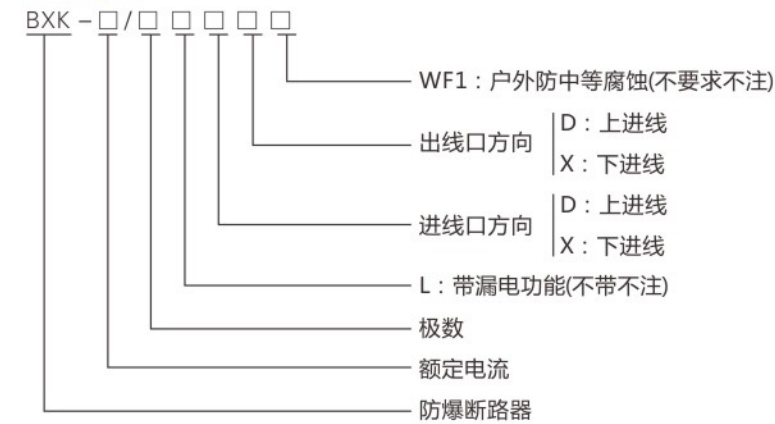 BXK – □ / □ □ □ □ □
WF1：户外防中等腐蚀(不要求不注)
出线口方向
D：上进线
X：下进线
进线口方向
D：上进线
X：下进线
L：带漏电功能(不带不注)
极数
额定电流
防爆断路器